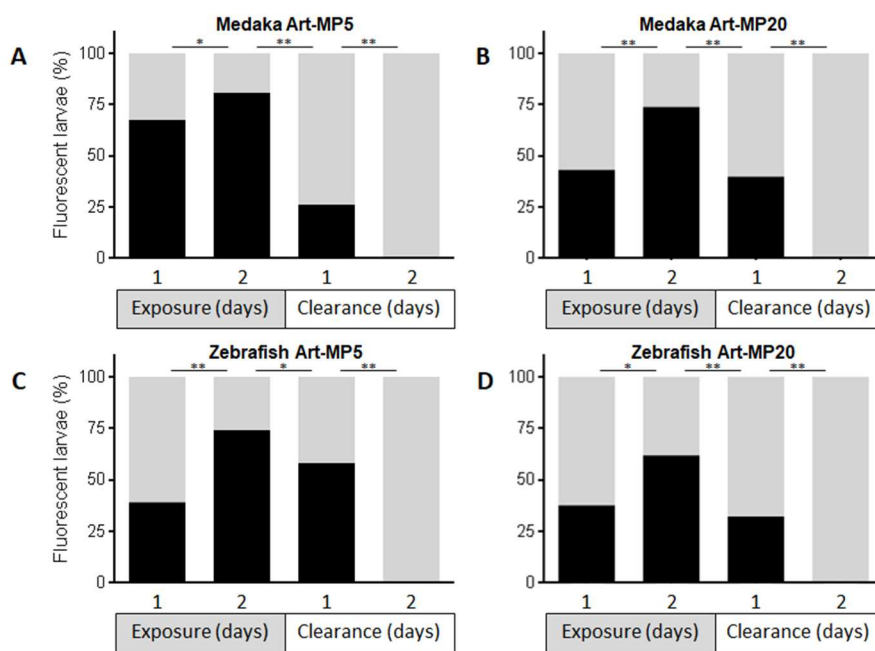 Medaka Art-MP5
A
Fluorescent larvae (%)
100
75
50
25
0
* ** **
1 2 1 2
Exposure (days) Clearance (days)
Medaka Art-MP20
B
100
75
50
25
0
** ** **
1 2 1 2
Exposure (days) Clearance (days)
Zebrafish Art-MP5
C
Fluorescent larvae (%)
100
75
50
25
0
** * **
1 2 1 2
Exposure (days) Clearance (days)
Zebrafish Art-MP20
D
100
75
50
25
0
* ** **
1 2 1 2
Exposure (days) Clearance (days)